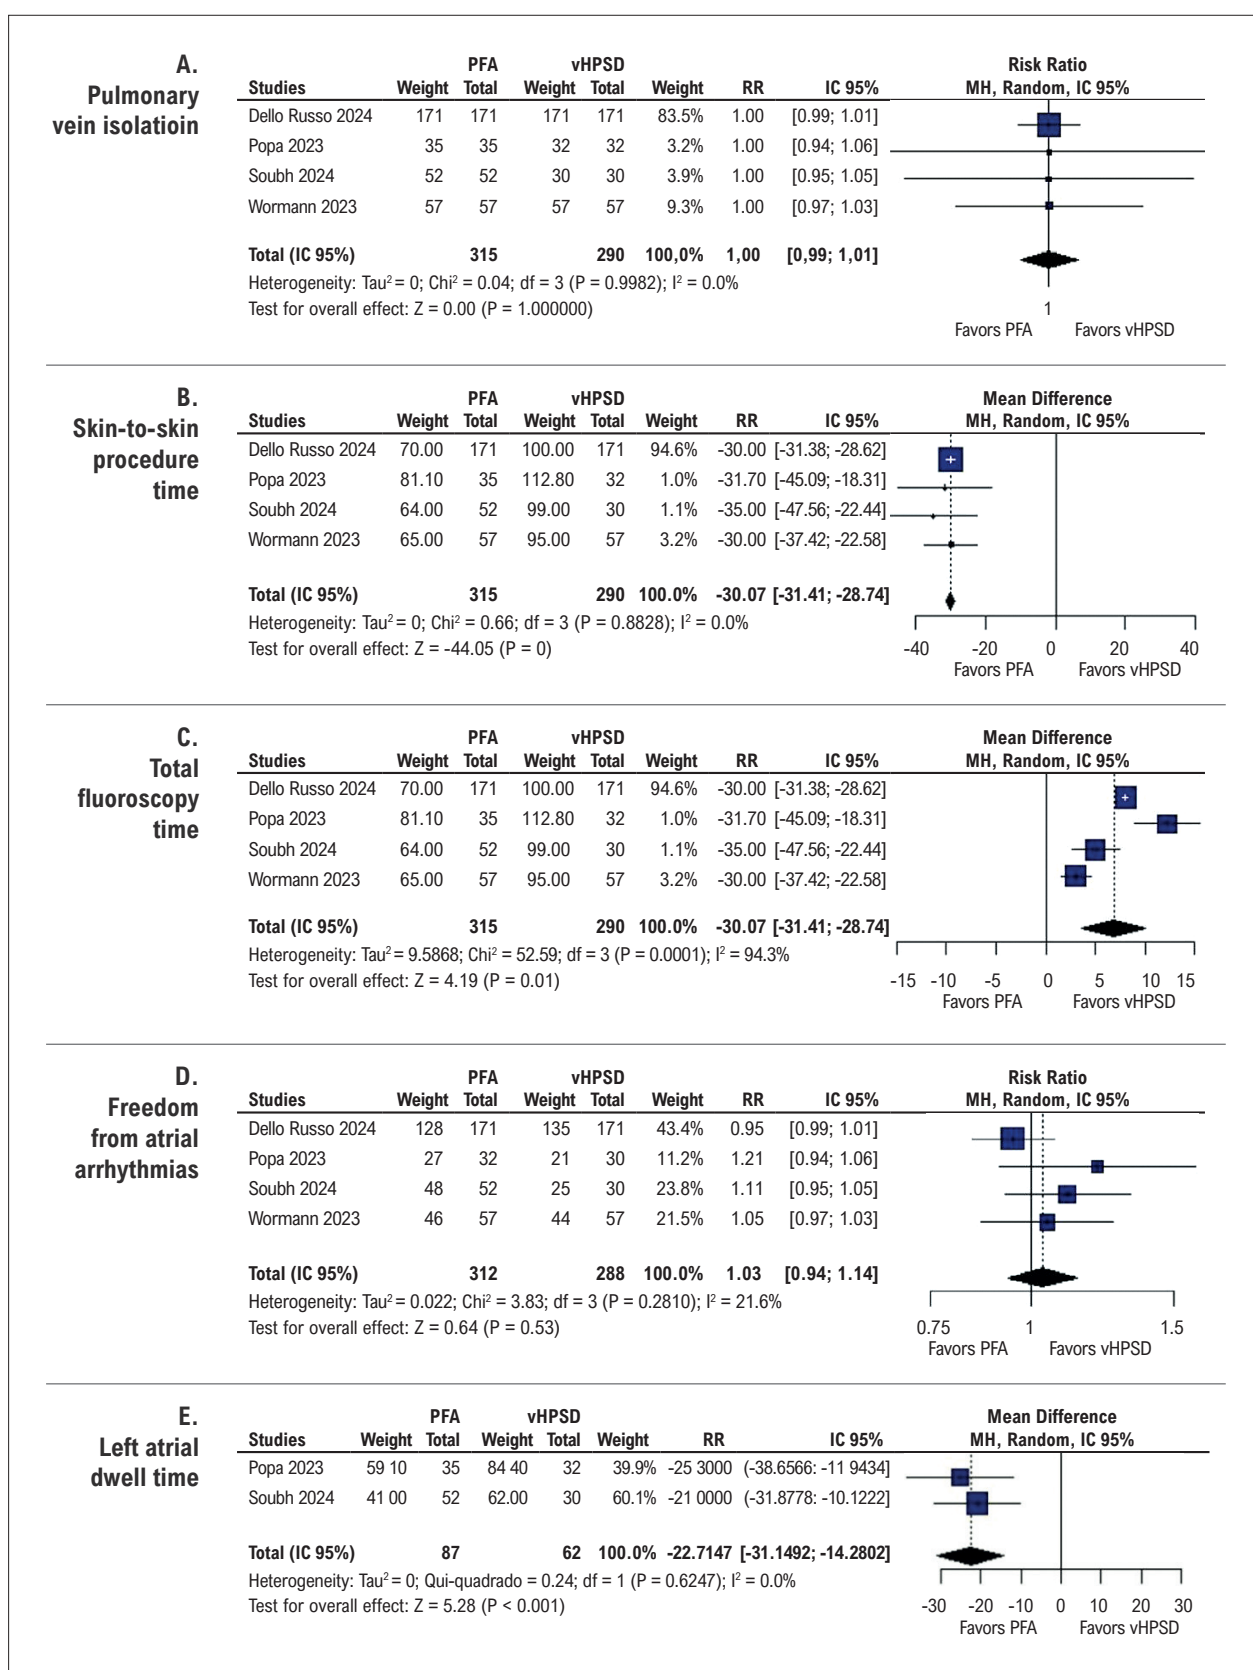 A.
Pulmonary
vein isolatioin
PFA vHPSD Risk Ratio
Studies Weight Total Weight Total Weight RR IC 95% MH, Random, IC 95%
Dello Russo 2024 171 171 171 171 83.5% 1.00 [0.99; 1.01]
Popa 2023 35 35 32 32 3.2% 1.00 [0.94; 1.06]
Soubh 2024 52 52 30 30 3.9% 1.00 [0.95; 1.05]
Wormann 2023 57 57 57 57 9.3% 1.00 [0.97; 1.03]
Total (IC 95%) 315 290 100,0% 1,00 [0,99; 1,01]
Heterogeneity: Tau² = 0; Chi² = 0.04; df = 3 (P = 0.9982); I² = 0.0%
Test for overall effect: Z = 0.00 (P = 1.000000)
1
Favors PFA Favors vHPSD
B.
Skin-to-skin
procedure
time
PFA vHPSD Mean Difference
Studies Weight Total Weight Total Weight RR IC 95% MH, Random, IC 95%
Dello Russo 2024 70.00 171 100.00 171 94.6% -30.00 [-31.38; -28.62]
Popa 2023 81.10 35 112.80 32 1.0% -31.70 [-45.09; -18.31]
Soubh 2024 64.00 52 99.00 30 1.1% -35.00 [-47.56; -22.44]
Wormann 2023 65.00 57 95.00 57 3.2% -30.00 [-37.42; -22.58]
Total (IC 95%) 315 290 100.0% -30.07 [-31.41; -28.74]
Heterogeneity: Tau² = 0; Chi² = 0.66; df = 3 (P = 0.8828); I² = 0.0%
Test for overall effect: Z = -44.05 (P = 0)
-40 -20 0 20 40
Favors PFA Favors vHPSD
C.
Total
fluoroscopy
time
PFA vHPSD Mean Difference
Studies Weight Total Weight Total Weight RR IC 95% MH, Random, IC 95%
Dello Russo 2024 70.00 171 100.00 171 94.6% -30.00 [-31.38; -28.62]
Popa 2023 81.10 35 112.80 32 1.0% -31.70 [-45.09; -18.31]
Soubh 2024 64.00 52 99.00 30 1.1% -35.00 [-47.56; -22.44]
Wormann 2023 65.00 57 95.00 57 3.2% -30.00 [-37.42; -22.58]
Total (IC 95%) 315 290 100.0% -30.07 [-31.41; -28.74]
Heterogeneity: Tau² = 9.5868; Chi² = 52.59; df = 3 (P = 0.0001); I² = 94.3%
Test for overall effect: Z = 4.19 (P = 0.01)
-15 -10 -5 0 5 10 15
Favors PFA Favors vHPSD
D.
Freedom
from atrial
arrhythmias
PFA vHPSD Risk Ratio
Studies Weight Total Weight Total Weight RR IC 95% MH, Random, IC 95%
Dello Russo 2024 128 171 135 171 43.4% 0.95 [0.99; 1.01]
Popa 2023 27 32 21 30 11.2% 1.21 [0.94; 1.06]
Soubh 2024 48 52 25 30 23.8% 1.11 [0.95; 1.05]
Wormann 2023 46 57 44 57 21.5% 1.05 [0.97; 1.03]
Total (IC 95%) 312 288 100.0% 1.03 [0.94; 1.14]
Heterogeneity: Tau² = 0.022; Chi² = 3.83; df = 3 (P = 0.2810); I² = 21.6%
Test for overall effect: Z = 0.64 (P = 0.53)
0.75 1 1.5
Favors PFA Favors vHPSD
E.
Left atrial
dwell time
PFA vHPSD Mean Difference
Studies Weight Total Weight Total Weight RR IC 95% MH, Random, IC 95%
Popa 2023 59 10 35 84 40 32 39.9% -25 3000 (-38.6566: -11 9434]
Soubh 2024 41 00 52 62.00 30 60.1% -21 0000 (-31.8778: -10.1222]
Total (IC 95%) 87 62 100.0% -22.7147 [-31.1492; -14.2802]
Heterogeneity: Tau² = 0; Qui-quadrado = 0.24; df = 1 (P = 0.6247); I² = 0.0%
Test for overall effect: Z = 5.28 (P < 0.001)
-30 -20 -10 0 10 20 30
Favors PFA Favors vHPSD